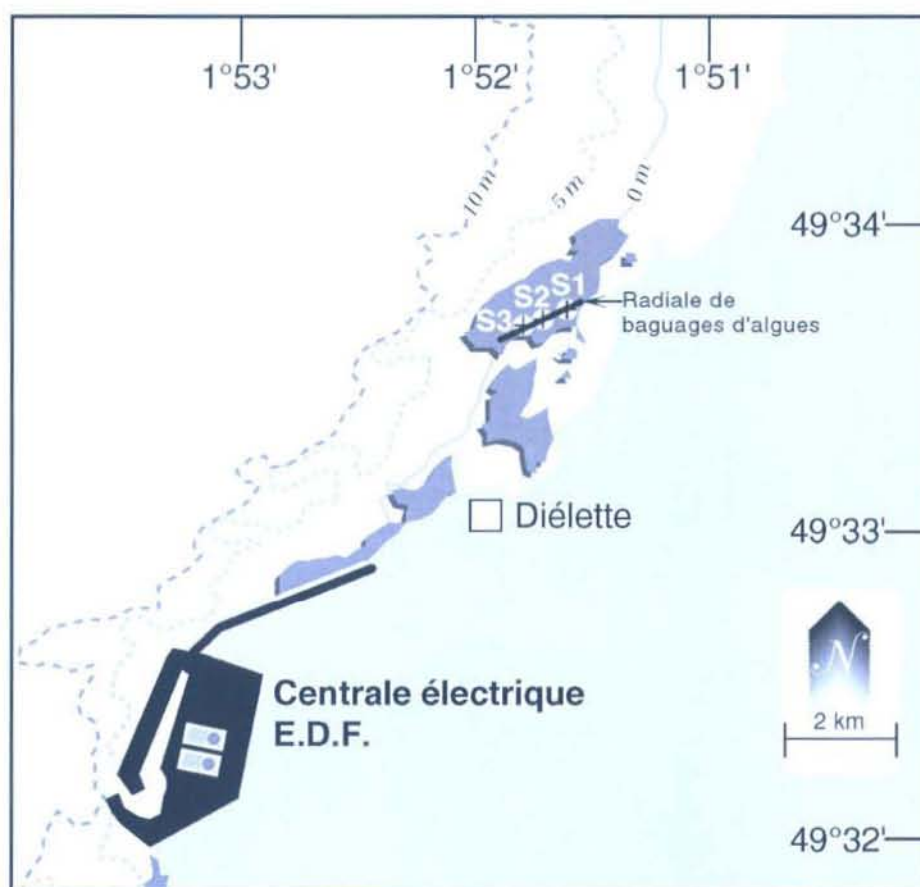 1°53'
1°52'
1°51'
10 m
5 m
0 m
49°34'
S1
S2
S3
Radiale de
baguages d'algues
Diélette
49°33'
N
2 km
Centrale électrique
E.D.F.
49°32'